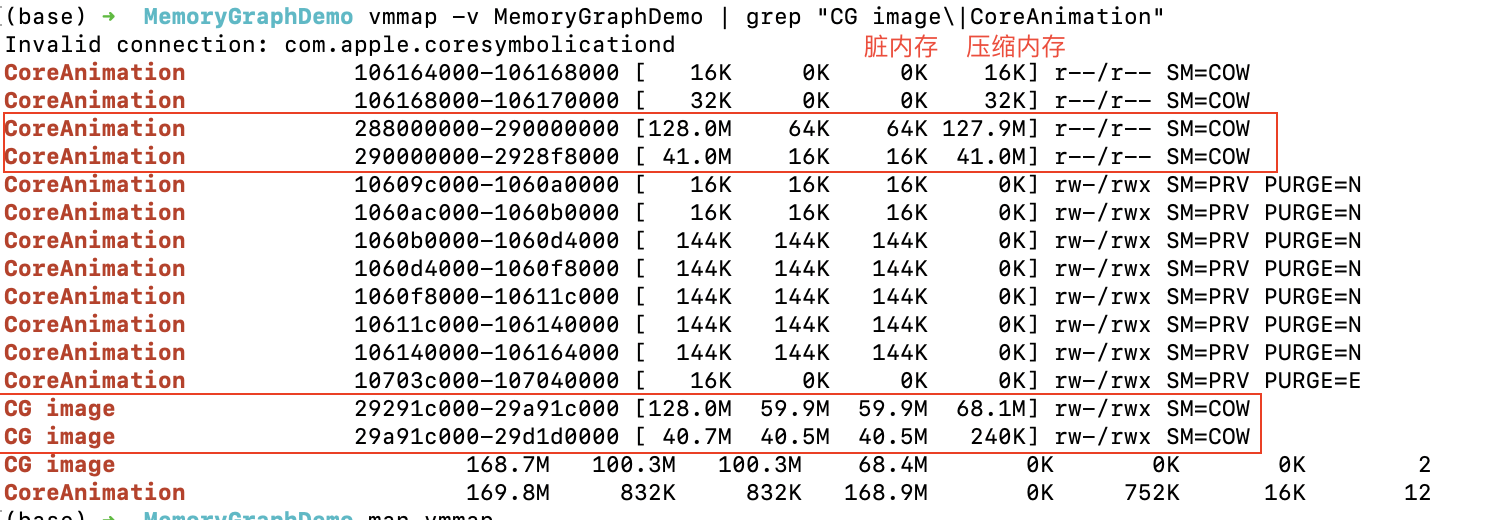 (base) ➜ MemoryGraphDemo vmmap -v MemoryGraphDemo | grep "CG image\|CoreAnimation"
Invalid connection: com.apple.coresymbolicationd 脏内存 压缩内存
CoreAnimation 106164000-106168000 [ 16K 0K 0K 16K] r--/r-- SM=COW
CoreAnimation 106168000-106170000 [ 32K 0K 0K 32K] r--/r-- SM=COW
CoreAnimation 288000000-290000000 [128.0M 64K 64K 127.9M] r--/r-- SM=COW
CoreAnimation 290000000-2928f8000 [ 41.0M 16K 16K 41.0M] r--/r-- SM=COW
CoreAnimation 10609c000-1060a0000 [ 16K 16K 16K 0K] rw-/rwx SM=PRV PURGE=N
CoreAnimation 1060ac000-1060b0000 [ 16K 16K 16K 0K] rw-/rwx SM=PRV PURGE=N
CoreAnimation 1060b0000-1060d4000 [ 144K 144K 144K 0K] rw-/rwx SM=PRV PURGE=N
CoreAnimation 1060d4000-1060f8000 [ 144K 144K 144K 0K] rw-/rwx SM=PRV PURGE=N
CoreAnimation 1060f8000-10611c000 [ 144K 144K 144K 0K] rw-/rwx SM=PRV PURGE=N
CoreAnimation 10611c000-106140000 [ 144K 144K 144K 0K] rw-/rwx SM=PRV PURGE=N
CoreAnimation 106140000-106164000 [ 144K 144K 144K 0K] rw-/rwx SM=PRV PURGE=N
CoreAnimation 10703c000-107040000 [ 16K 0K 0K 0K] rw-/rwx SM=PRV PURGE=E
CG image 29291c000-29a91c000 [128.0M 59.9M 59.9M 68.1M] rw-/rwx SM=COW
CG image 29a91c000-29d1d0000 [ 40.7M 40.5M 40.5M 240K] rw-/rwx SM=COW
CG image 168.7M 100.3M 100.3M 68.4M 0K 0K 0K 2
CoreAnimation 169.8M 832K 832K 168.9M 0K 752K 16K 12
(base) ➜ MemoryGraphDemo man vmmap